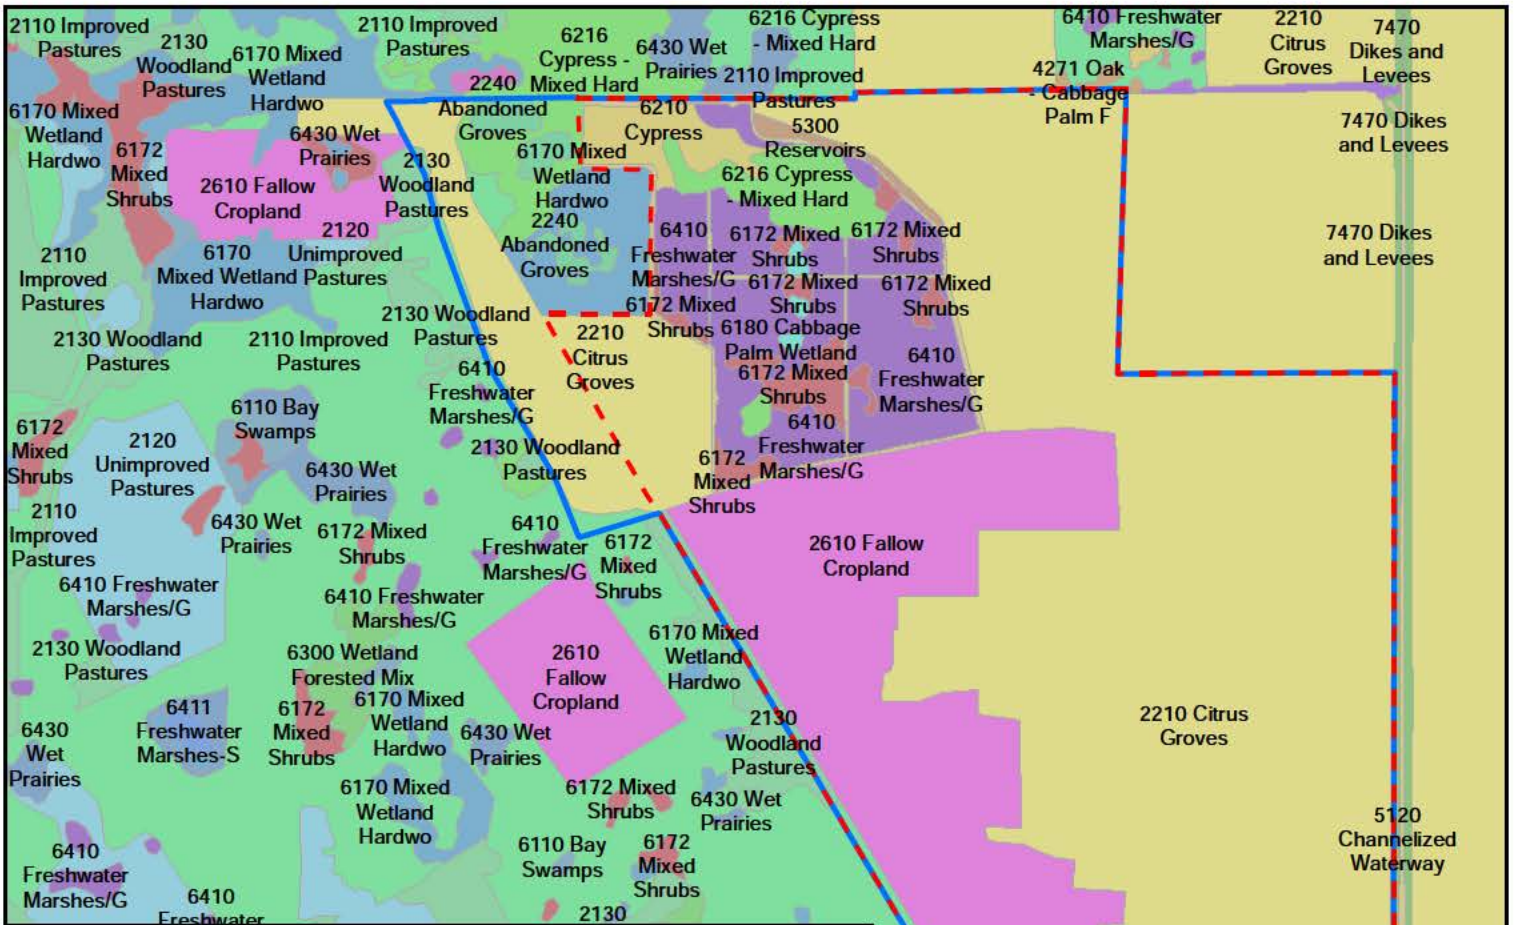 2110 Improved
Pastures
2130
Woodland
Pastures
6170 Mixed
Wetland
Hardwo
2110 Improved
Pastures
6216
Cypress -
Mixed Hard
6430 Wet
Prairies
6216 Cypress
- Mixed Hard
2110 Improved
Pastures
6410 Freshwater
Marshes/G
2210
Citrus
Groves
7470
Dikes and
Levees
4271 Oak
- Cabbage
Palm F
2240
Abandoned
Groves
6170 Mixed
Wetland
Hardwo
6172
Mixed
Shrubs
6430 Wet
Prairies
2610 Fallow
Cropland
2130
Woodland
Pastures
6210
Cypress
5300
Reservoirs
7470 Dikes
and Levees
6170 Mixed
Wetland
Hardwo
6216 Cypress
- Mixed Hard
2240
Abandoned
Groves
6410
Freshwater
Marshes/G
6172 Mixed
Shrubs
6172 Mixed
Shrubs
7470 Dikes
and Levees
2110
Improved
Pastures
6170
Mixed Wetland
Hardwo
2120
Unimproved
Pastures
6172 Mixed
Shrubs
6172 Mixed
Shrubs
6172 Mixed
Shrubs
2130 Woodland
Pastures
2130 Woodland
Pastures
2110 Improved
Pastures
2210
Citrus
Groves
6180 Cabbage
Palm Wetland
6172 Mixed
Shrubs
6410
Freshwater
Marshes/G
6410
Freshwater
Marshes/G
6110 Bay
Swamps
6172
Mixed
Shrubs
2120
Unimproved
Pastures
6430 Wet
Prairies
2130 Woodland
Pastures
6410
Freshwater
Marshes/G
6172
Mixed
Shrubs
2110
Improved
Pastures
6430 Wet
Prairies
6172 Mixed
Shrubs
6410
Freshwater
Marshes/G
6172
Mixed
Shrubs
2610 Fallow
Cropland
6410 Freshwater
Marshes/G
6410 Freshwater
Marshes/G
2130 Woodland
Pastures
6300 Wetland
Forested Mix
2610
Fallow
Cropland
6170 Mixed
Wetland
Hardwo
6430
Wet
Prairies
6411
Freshwater
Marshes-S
6172
Mixed
Shrubs
6170 Mixed
Wetland
Hardwo
6430 Wet
Prairies
2130
Woodland
Pastures
2210 Citrus
Groves
6170 Mixed
Wetland
Hardwo
6172 Mixed
Shrubs
6430 Wet
Prairies
5120
Channelized
Waterway
6410
Freshwater
Marshes/G
6110 Bay
Swamps
6172
Mixed
Shrubs
6410
Freshwater
2130